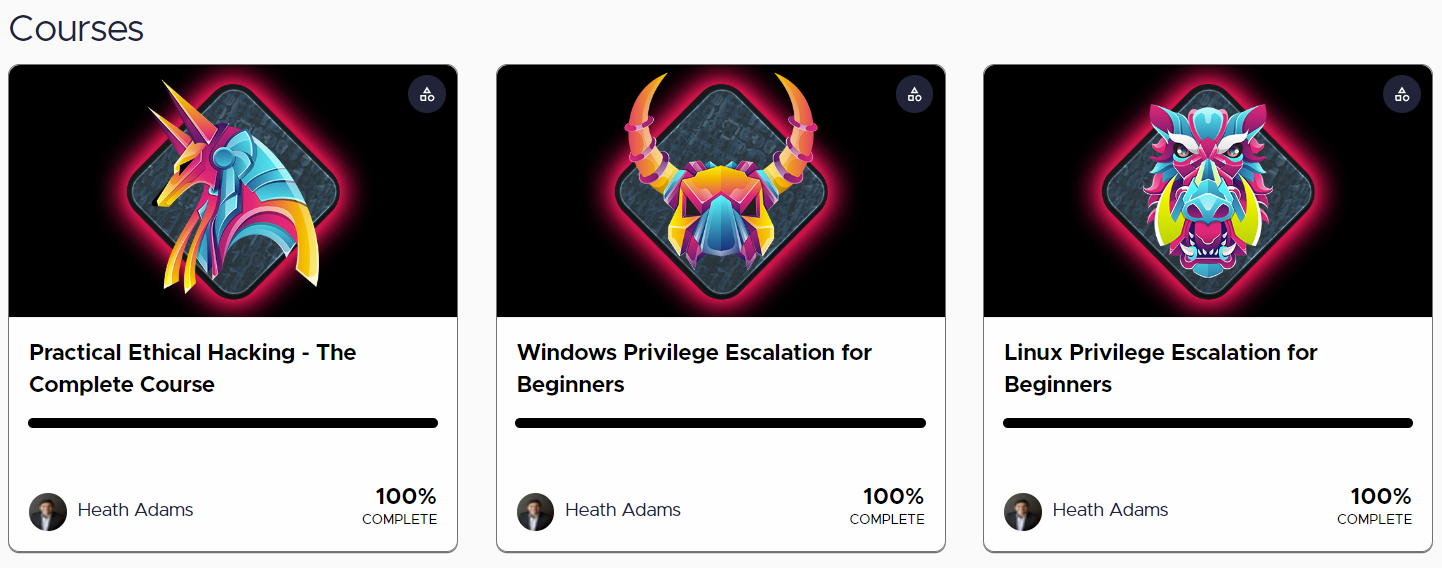 Courses
Practical Ethical Hacking - The
Complete Course
Heath Adams
100%
COMPLETE
Windows Privilege Escalation for
Beginners
Heath Adams
100%
COMPLETE
Linux Privilege Escalation for
Beginners
Heath Adams
100%
COMPLETE